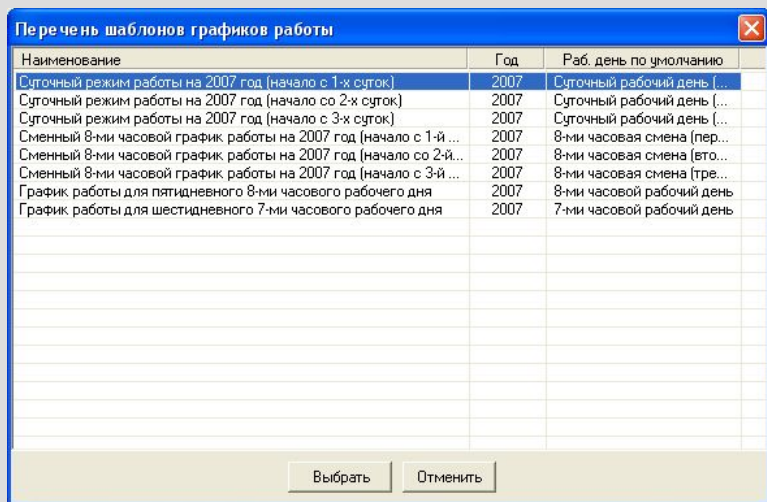 Перечень шаблонов графиков работы
Наименование Год Раб. день по умолчанию
Суточный режим работы на 2007 год (начало с 1-х суток) 2007 Суточный рабочий день (...
Суточный режим работы на 2007 год (начало со 2-х суток) 2007 Суточный рабочий день (...
Суточный режим работы на 2007 год (начало с 3-х суток) 2007 Суточный рабочий день (...
Сменный 8-ми часовой график работы на 2007 год (начало с 1-й ... 2007 8-ми часовая смена (пер...
Сменный 8-ми часовой график работы на 2007 год (начало со 2-й... 2007 8-ми часовая смена (вто...
Сменный 8-ми часовой график работы на 2007 год (начало с 3-й ... 2007 8-ми часовая смена (тре...
График работы для пятидневного 8-ми часового рабочего дня 2007 8-ми часовой рабочий день
График работы для шестидневного 7-ми часового рабочего дня 2007 7-ми часовой рабочий день
Выбрать Отменить